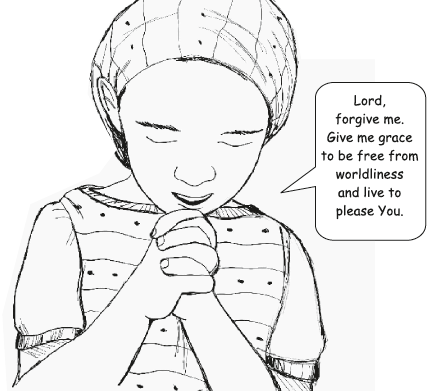 Lord,
forgive me.
Give me grace
to be free from
worldliness
and live to
please You.